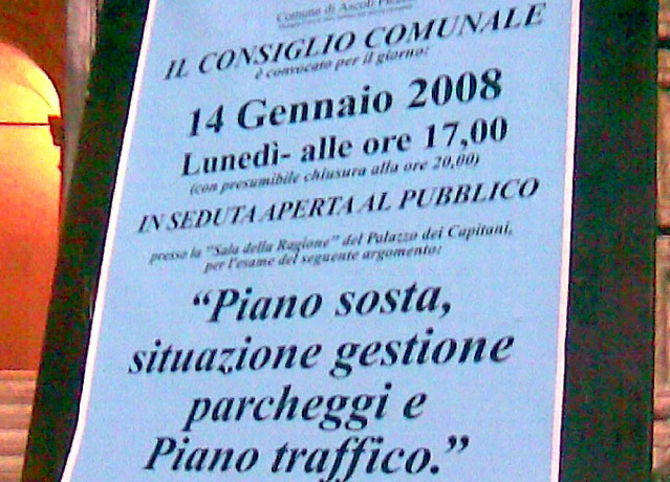 Comune di Ascoli
IL CONSIGLIO COMUNALE
è convocato per il giorno:
14 Gennaio 2008
Lunedì- alle ore 17,00
(con presumibile chiusura alla ore 20,00)
IN SEDUTA APERTA AL PUBBLICO
presso la "Sala della Ragione" del Palazzo dei Capitani,
per l'esame del seguente argomento:
“Piano sosta,
situazione gestione
parcheggi e
Piano traffico.”